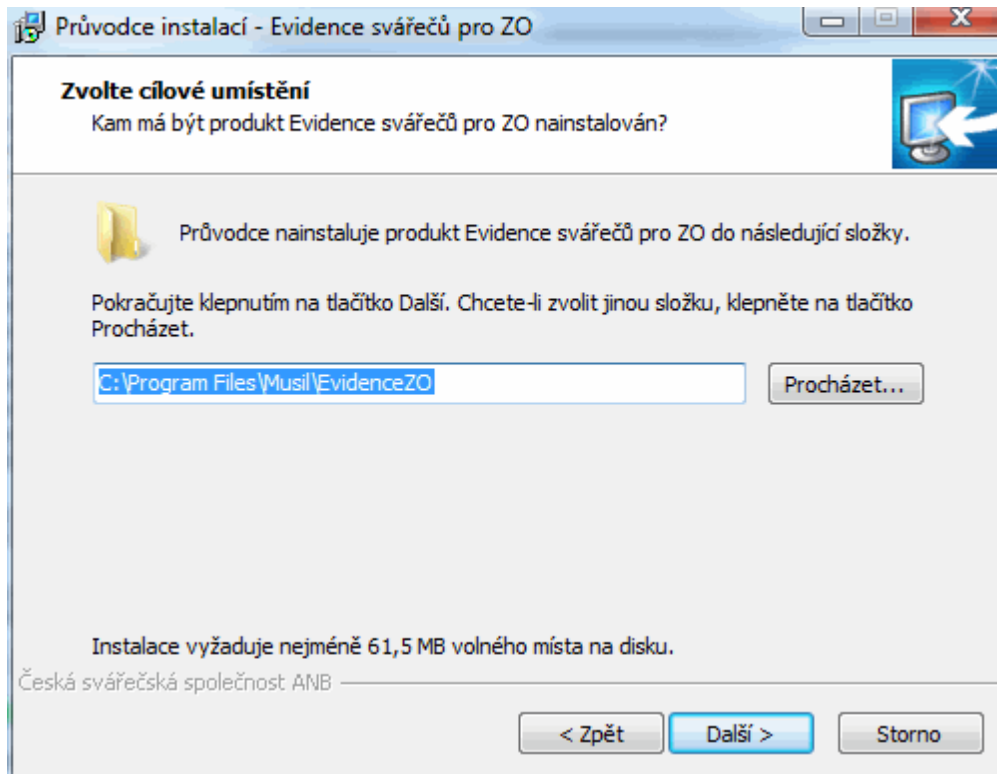 Průvodce instalací - Evidence svářečů pro ZO
Zvolte cílové umístění
Kam má být produkt Evidence svářečů pro ZO nainstalován?
Průvodce nainstaluje produkt Evidence svářečů pro ZO do následující složky.
Pokračujte klepnutím na tlačítko Další. Chcete-li zvolit jinou složku, klepněte na tlačítko
Procházet.
C:\Program Files\Musil\EvidenceZO
Procházet...
Instalace vyžaduje nejméně 61,5 MB volného místa na disku.
Česká svářečská společnost ANB
< Zpět
Další >
Storno